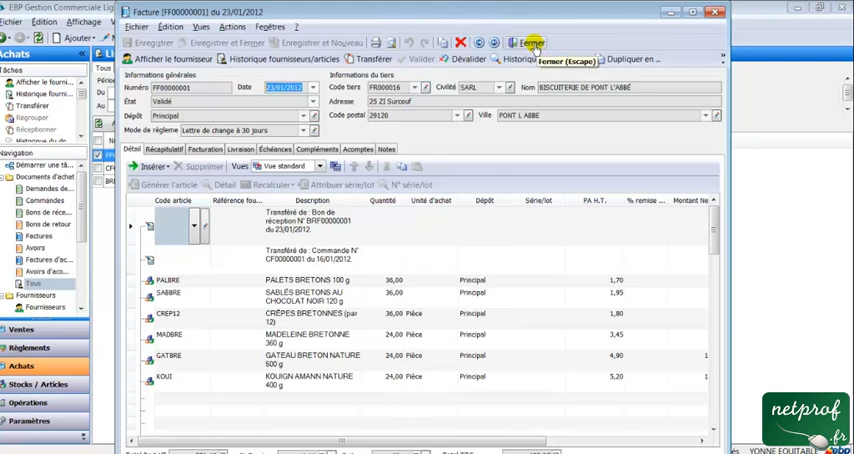 EBP Gestion Commerciale Lig
Facture [FF00000001] du 23/01/2012
Fichier Édition Affichage
Fichier Édition Vues Actions Fenêtres ?
Ajouter
Enregistrer Enregistrer et Fermer Enregistrer et Nouveau Fermer
Fermer (Escape)
Achats
Afficher le fournisseur Historique fournisseurs/articles Transférer Valider Dévalider Historiqu Dupliquer en ...
Tâches
Afficher le fournis
Historique fournis
Transférer
Regrouper
Réceptionner
Historique du do
Informations générales
Informations du tiers
Numéro FF00000001 Date 23/01/2012
Code tiers FR000016 Civilité SARL Nom BISCUITERIE DE PONT L'ABBÉ
État Validé
Adresse 25 ZI Surceuf
Dépôt Principal
Code postal 29120 Ville PONT L ABBE
Mode de règleme Lettre de change à 30 jours
Détail Récapitulatif Facturation Livraison Échéances Compléments Acomptes Notes
Navigation
Démarrer une tâ...
Documents d'achat
Demandes de...
Commandes
Bons de réce...
Bons de retour
Factures
Avoirs
Factures d'ac...
Avoirs d'aco...
Tous
Fournisseurs
Fournisseurs
Insérer Supprimer Vues Vue standard
Générer l'article Détail Recalculer Attribuer série/lot N° série/lot
Code article Référence fou... Description Quantité Unité d'achat Dépôt Série/lot PA H.T. % remise ... Montant Ne
Transféré de : Bon de
réception N° BRF00000001
du 23/01/2012.
Transféré de : Commande N°
CF00000001 du 16/01/2012.
PALBRE PALETS BRETONS 100 g 36,00 Principal 1,70
SABBRE SABLÉS BRETONS AU
CHOCOLAT NOIR 120 g 36,00 Principal 1,95
CREP12 CRÊPES BRETONNES (par
12) 36,00 Pièce Principal 1,80
MADBRE MADELEINE BRETONNE
360 g 24,00 Pièce Principal 3,45
GATBRE GATEAU BRETON NATURE
500 g 24,00 Pièce Principal 4,90 1
KOUI KOUIGN AMANN NATURE
400 g 24,00 Pièce Principal 5,20 1
Ventes
Règlements
Achats
Stocks / Articles
Opérations
Paramètres
netprof
.fr
YONNE EQUITABLE